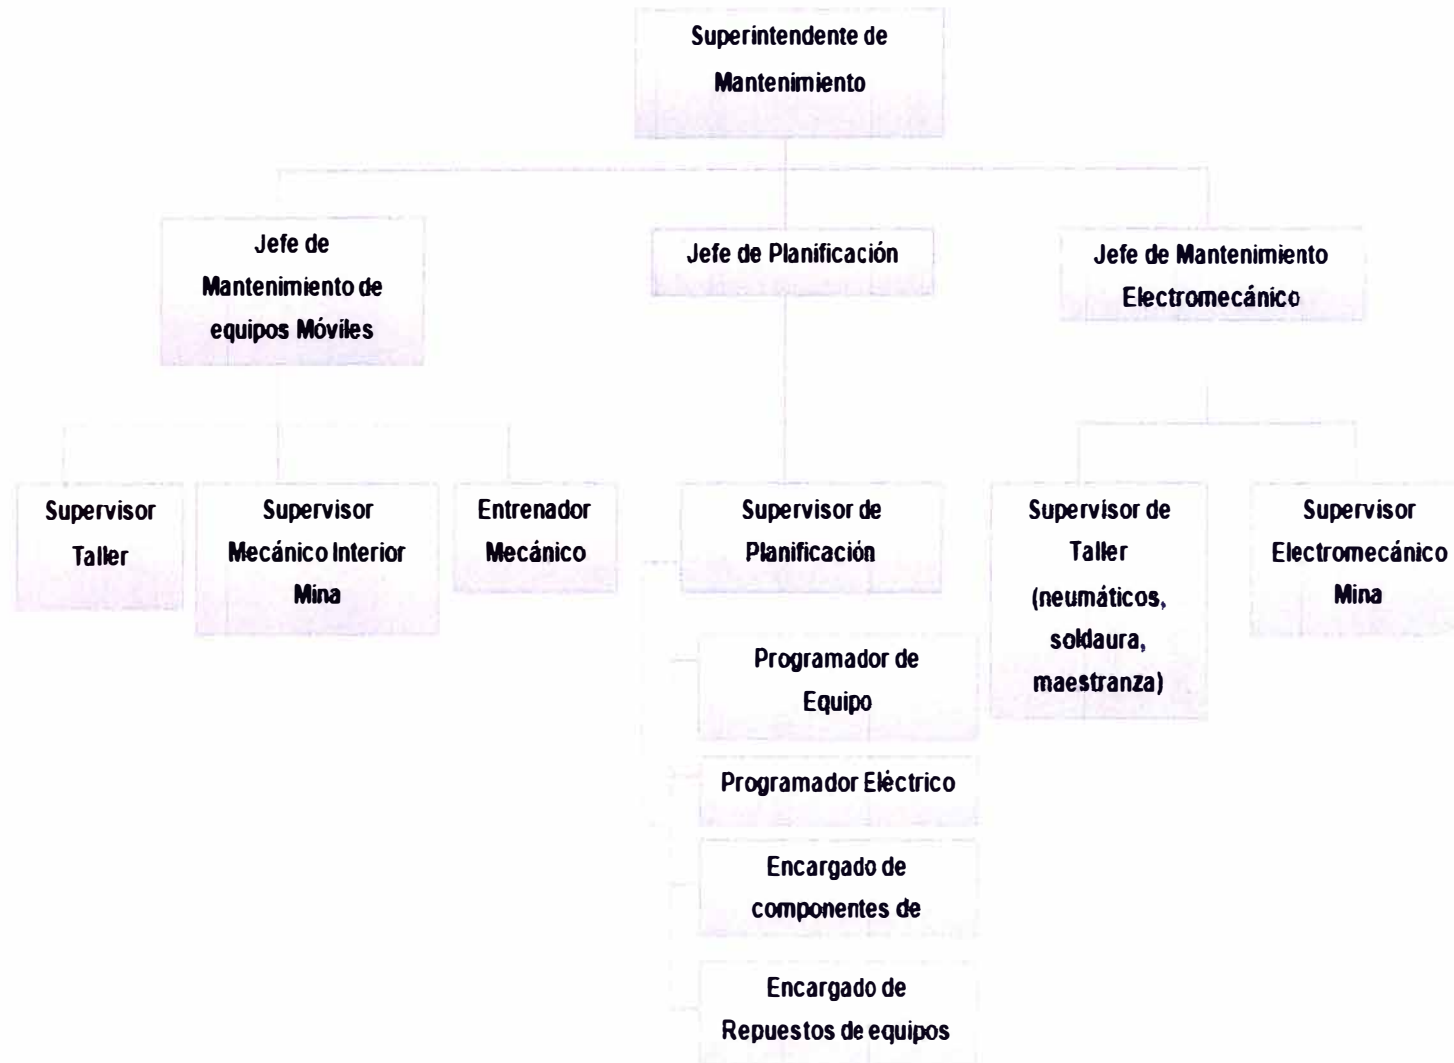 Superintendente de
Mantenimiento
Jefe de
Mantenimiento de
equipos Móviles
Jefe de Planificación
Jefe de Mantenimiento
Electromecánico
Supervisor
Taller
Supervisor
Mecánico Interior
Mina
Entrenador
Mecánico
Supervisor de
Planificación
Supervisor de
Taller
(neumáticos,
soldaura,
maestranza)
Supervisor
Electromecánico
Mina
Programador de
Equipo
Programador Eléctrico
Encargado de
componentes de
Encargado de
Repuestos de equipos